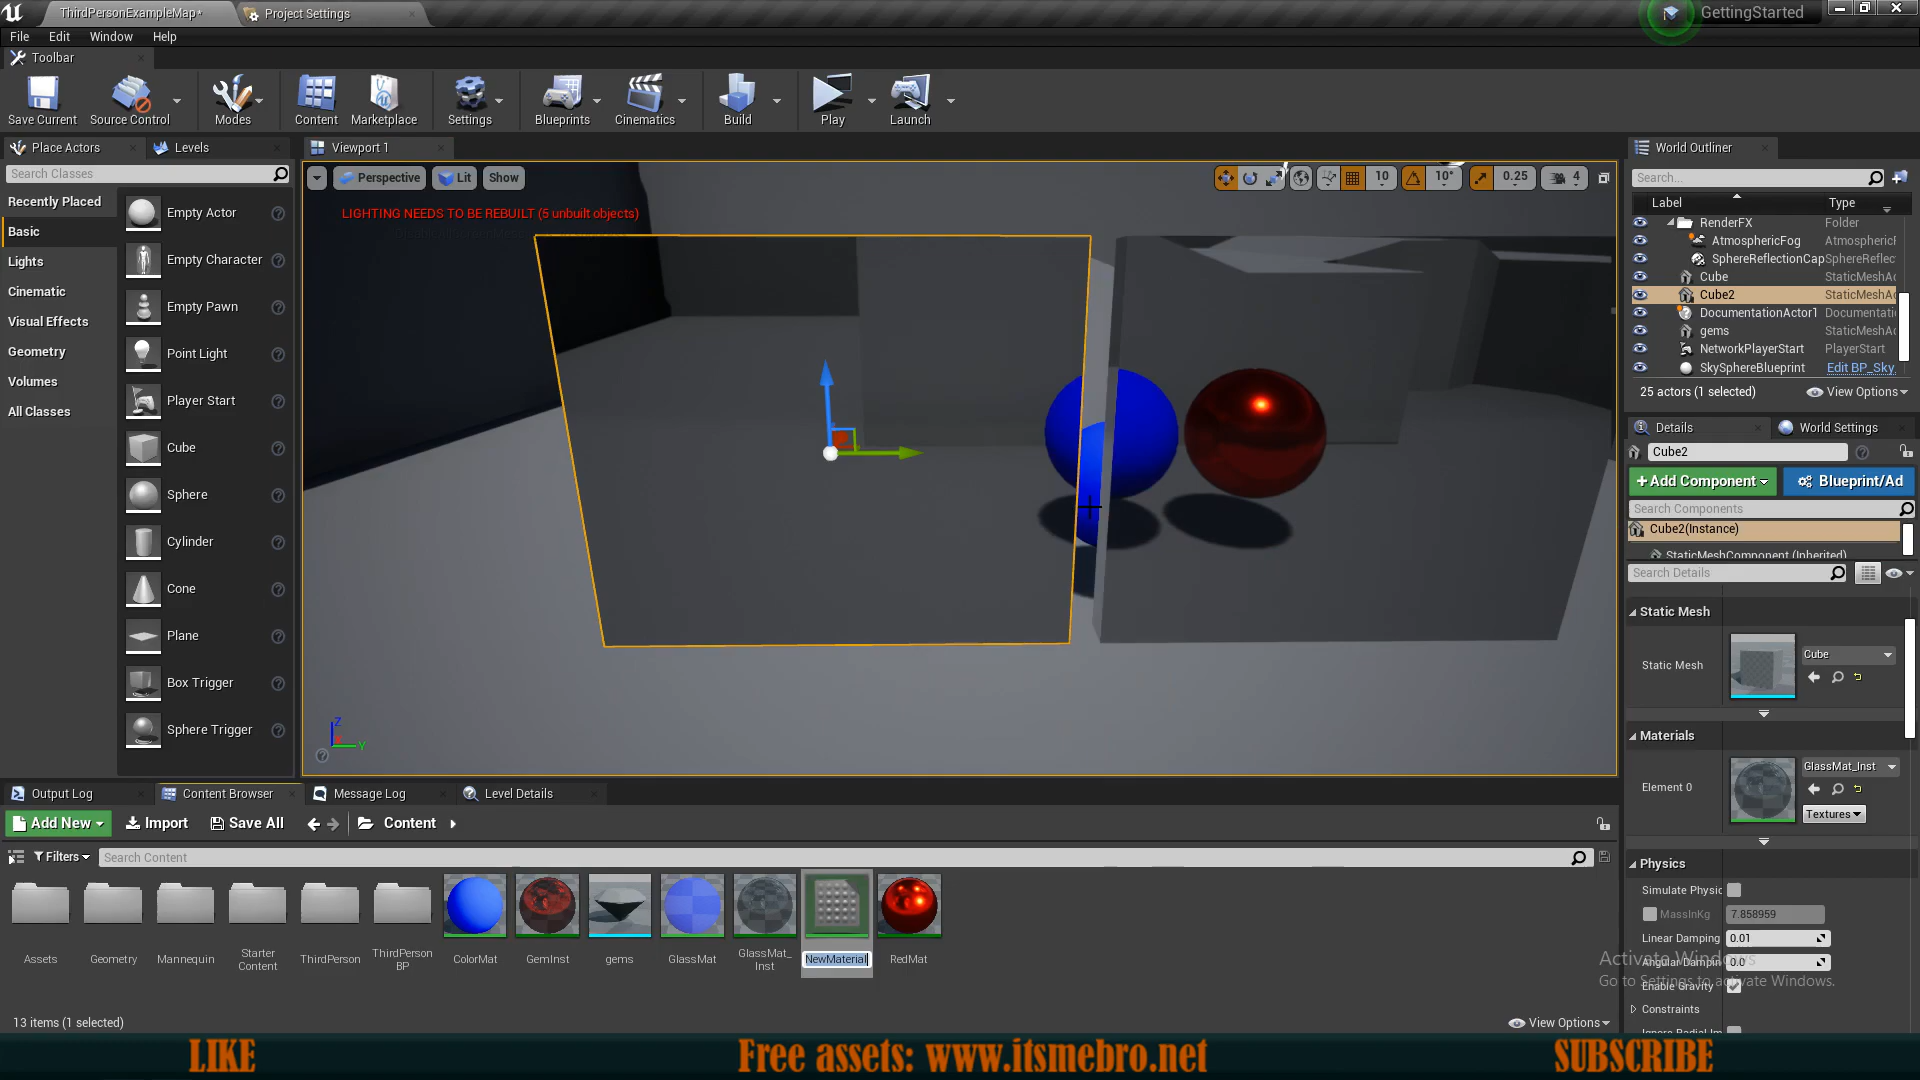 ThirdPersonExampleMap*
Project Settings
GettingStarted
File Edit Window Help
Toolbar
Save Current
Source Control
Modes
Content
Marketplace
Settings
Blueprints
Cinematics
Build
Play
Launch
Place Actors
Levels
Search Classes
Recently Placed
Basic
Lights
Cinematic
Visual Effects
Geometry
Volumes
All Classes
Empty Actor
Empty Character
Empty Pawn
Point Light
Player Start
Cube
Sphere
Cylinder
Cone
Plane
Box Trigger
Sphere Trigger
Viewport 1
Perspective Lit Show
10 10° 0.25 4
LIGHTING NEEDS TO BE REBUILT (5 unbuilt objects)
Z
Y
World Outliner
Search...
Label Type
RenderFX Folder
AtmosphericFog AtmosphericF
SphereReflectionCap SphereReflec
Cube StaticMeshAc
Cube2 StaticMeshAc
DocumentationActor1 Documentatio
gems StaticMeshAc
NetworkPlayerStart PlayerStart
SkySphereBlueprint Edit BP_Sky_
25 actors (1 selected)
View Options
Details
World Settings
Cube2
+Add Component
Blueprint/Ad
Search Components
Cube2(Instance)
StaticMeshComponent (Inherited)
Search Details
Static Mesh
Static Mesh
Cube
Materials
Element 0
GlassMat_Inst
Textures
Physics
Simulate Physic
MassInKg 7.858959
Linear Damping 0.01
Angular Damping 0.0
Enable Gravity
Constraints
Activate Windows
Go to Settings to activate Windows.
Output Log
Content Browser
Message Log
Level Details
Add New
Import
Save All
Content
Filters
Search Content
Assets
Geometry
Mannequin
Starter
Content
ThirdPerson
ThirdPerson
BP
ColorMat
GemInst
gems
GlassMat
GlassMat_
Inst
NewMaterial
RedMat
13 items (1 selected)
View Options
LIKE
Free assets: www.itsmebro.net
SUBSCRIBE